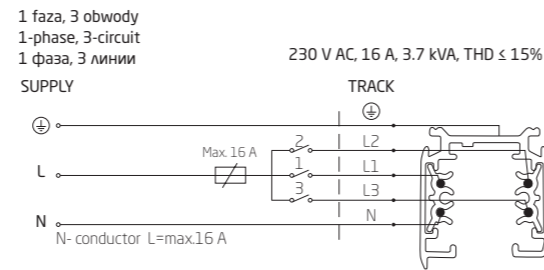 1 faza, 3 obwody
1-phase, 3-circuit
1 фаза, 3 линии
230 V AC, 16 A, 3.7 kVA, THD ≤ 15%
SUPPLY
TRACK
2
L2
Max. 16 A
L
1
L1
3
L3
N
N
N- conductor L=max.16 A